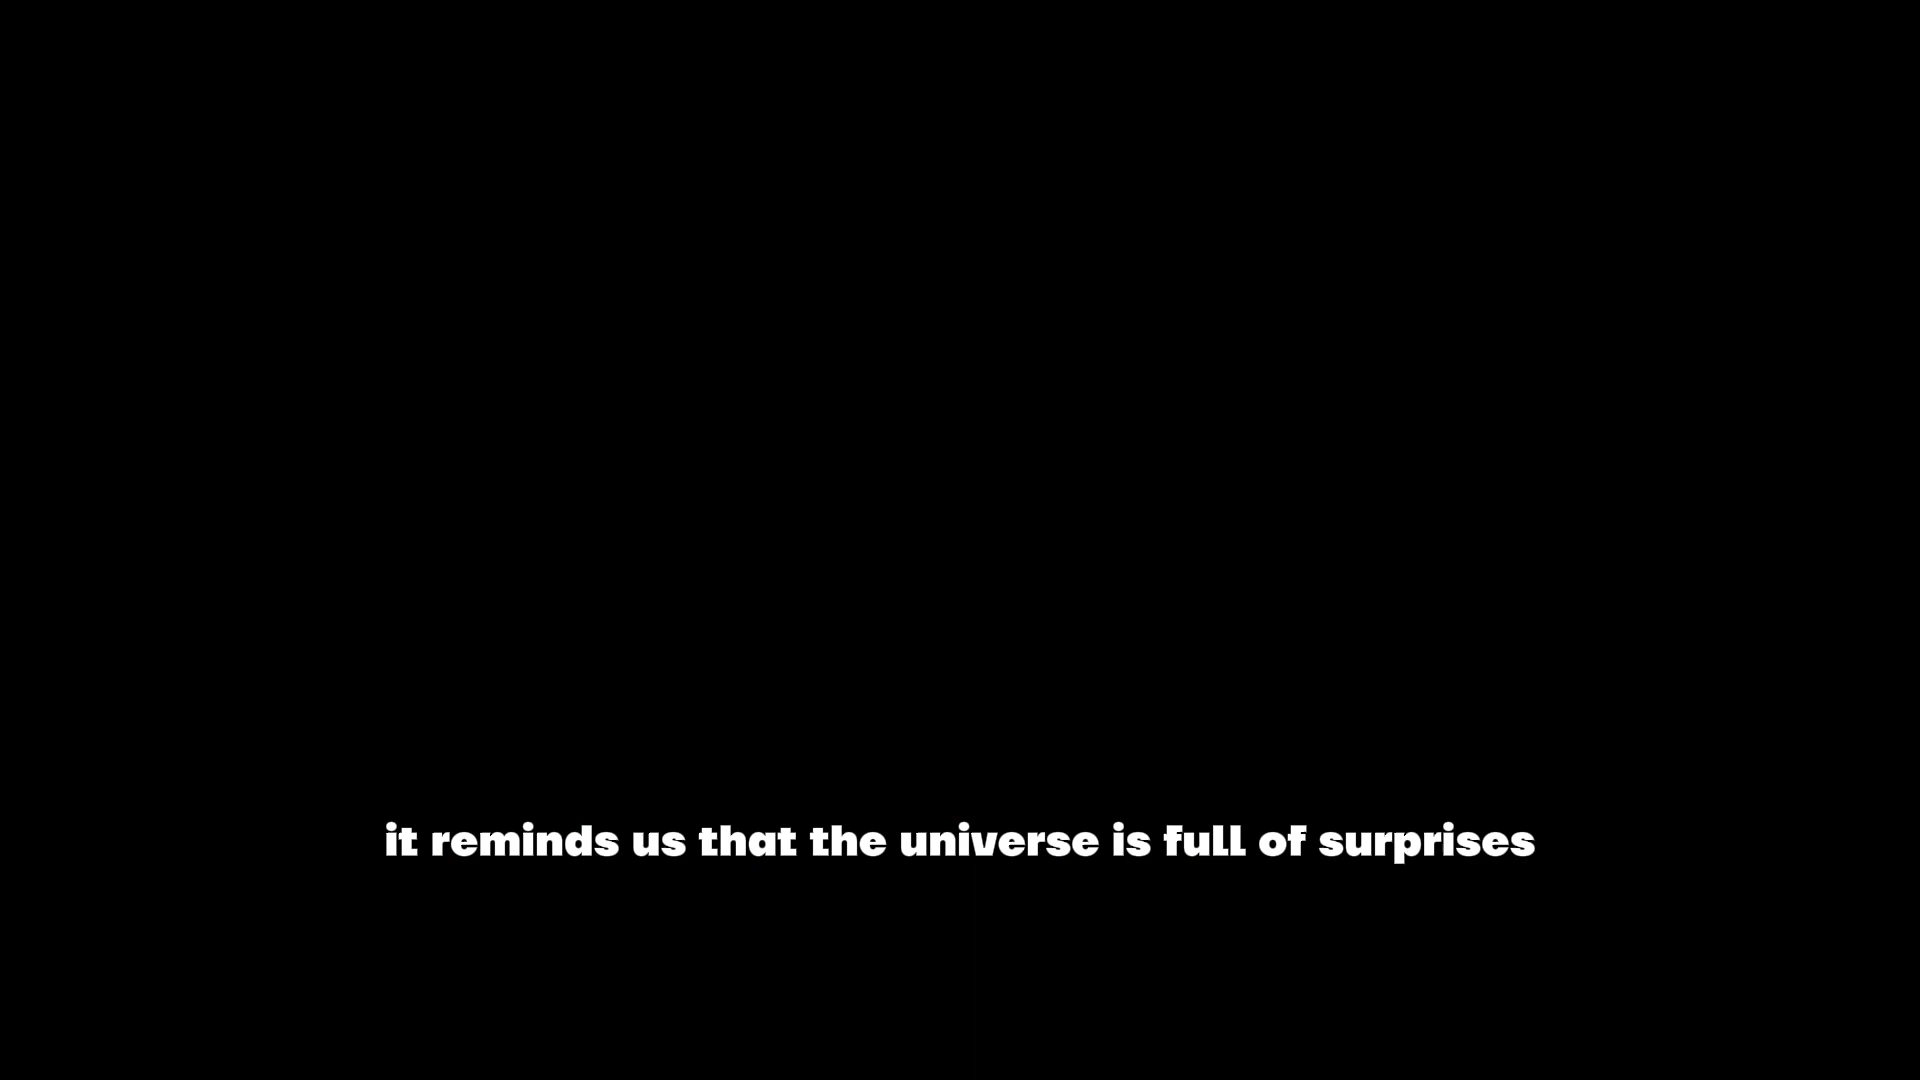 it reminds us that the universe is full of surprises